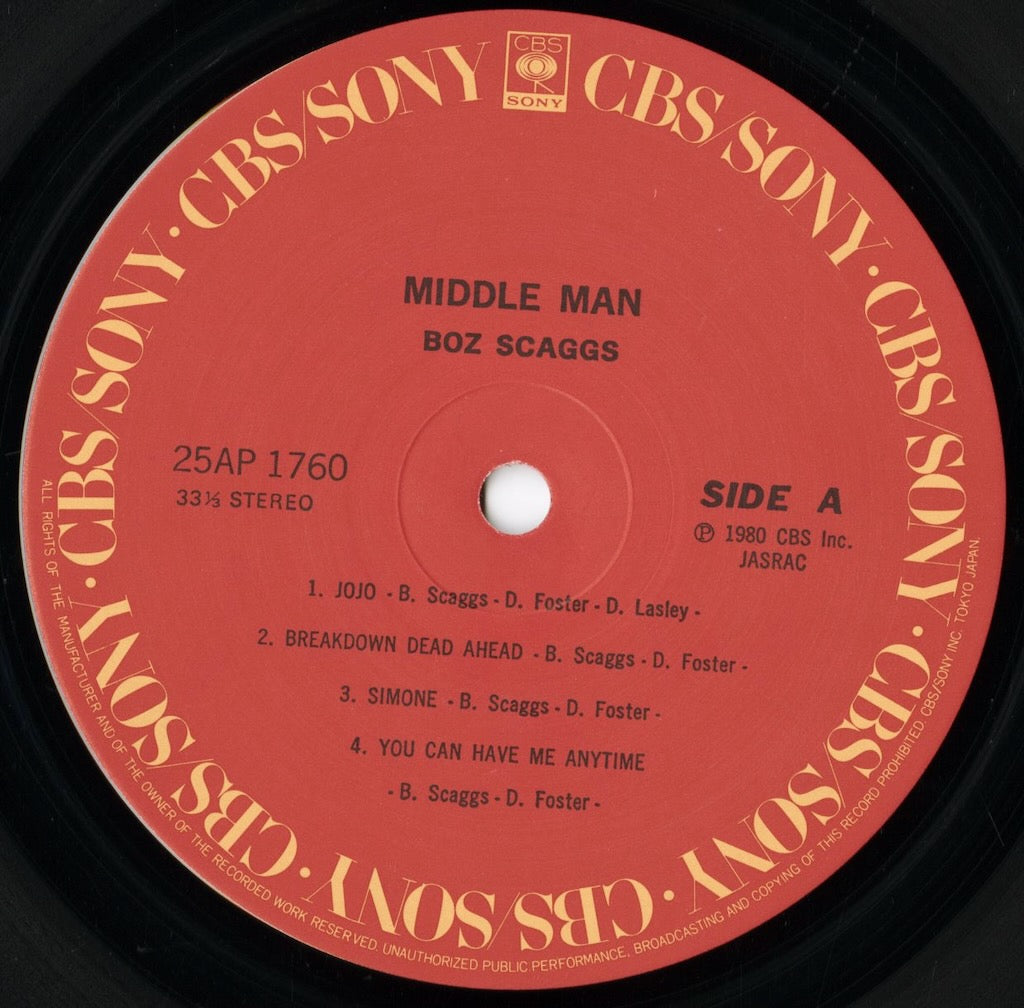 CBS
SONY
CBS/SONY · CBS/SONY · CBS/SONY · CBS/SONY · CBS/SONY · CBS/SONY · CBS/SONY
MIDDLE MAN
BOZ SCAGGS
25AP 1760
33⅓ STEREO
SIDE A
Ⓟ 1980 CBS Inc.
JASRAC
1. JOJO - B. Scaggs - D. Foster - D. Lasley -
2. BREAKDOWN DEAD AHEAD - B. Scaggs - D. Foster -
3. SIMONE - B. Scaggs - D. Foster -
4. YOU CAN HAVE ME ANYTIME
- B. Scaggs - D. Foster -
ALL RIGHTS OF THE MANUFACTURER AND OF THE OWNER OF THE RECORDED WORK RESERVED. UNAUTHORIZED PUBLIC PERFORMANCE, BROADCASTING AND COPYING OF THIS RECORD PROHIBITED. CBS/SONY INC. TOKYO JAPAN.